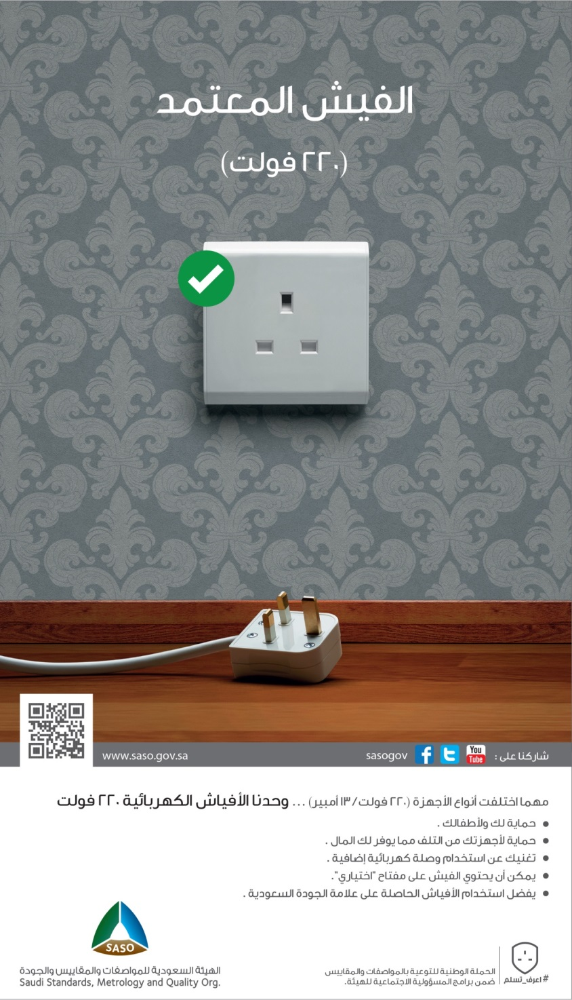 الفيش المعتمد
(٢٢٠ فولت)
www.saso.gov.sa
شاركنا على : You Tube sasogov
مهما اختلفت أنواع الأجهزة (٢٢٠ فولت/ ١٣ أمبير) ... وحدنا الأفياش الكهربائية ٢٢٠ فولت
● حماية لك ولأطفالك .
● حماية لأجهزتك من التلف مما يوفر لك المال .
● تغنيك عن استخدام وصلة كهربائية إضافية .
● يمكن أن يحتوي الفيش على مفتاح "اختياري".
● يفضل استخدام الأفياش الحاصلة على علامة الجودة السعودية .
SASO
الهيئة السعودية للمواصفات والمقاييس والجودة
Saudi Standards, Metrology and Quality Org.
#اعرف_تسلم
الحملة الوطنية للتوعية بالمواصفات والمقاييس
ضمن برامج المسؤولية الاجتماعية للهيئة.